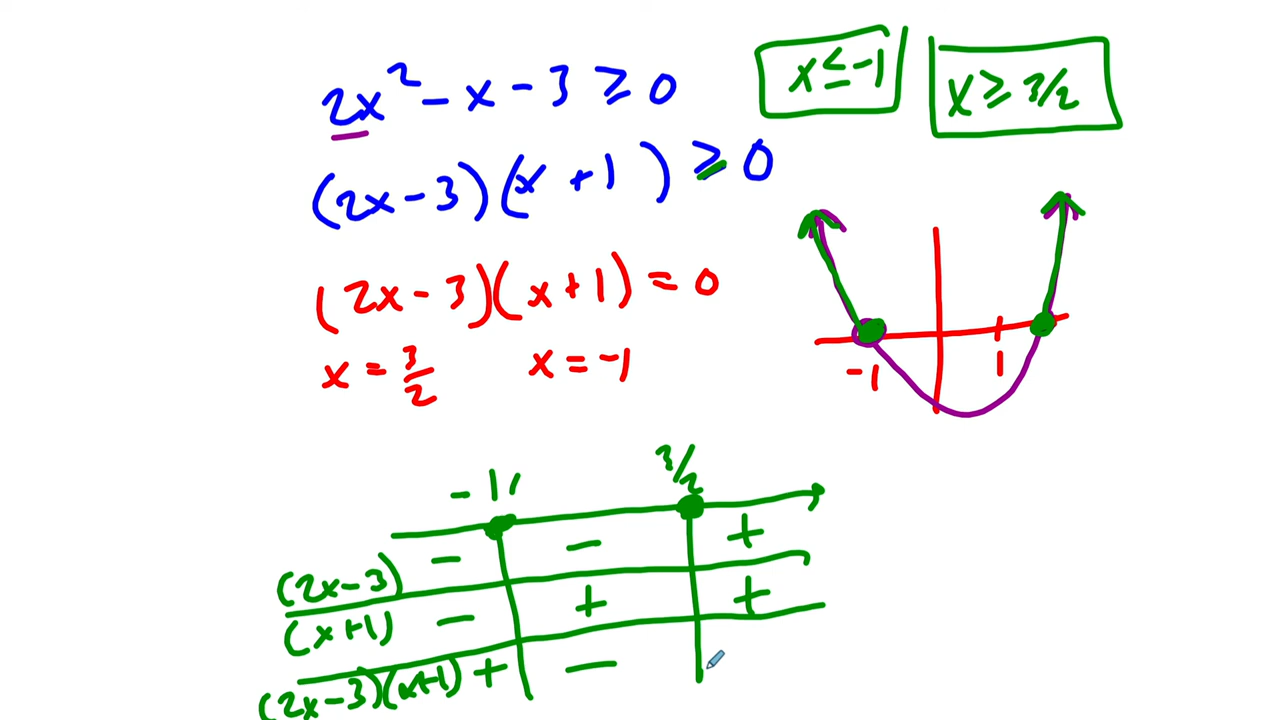 2x² - x - 3 ≥ 0
x ≤ -1
x ≥ 3/2
(2x - 3)(x + 1) ≥ 0
(2x - 3)(x + 1) = 0
x = 3/2 x = -1
-1 1
-1 3/2
(2x - 3) - - +
(x + 1) - + +
(2x - 3)(x + 1) + -